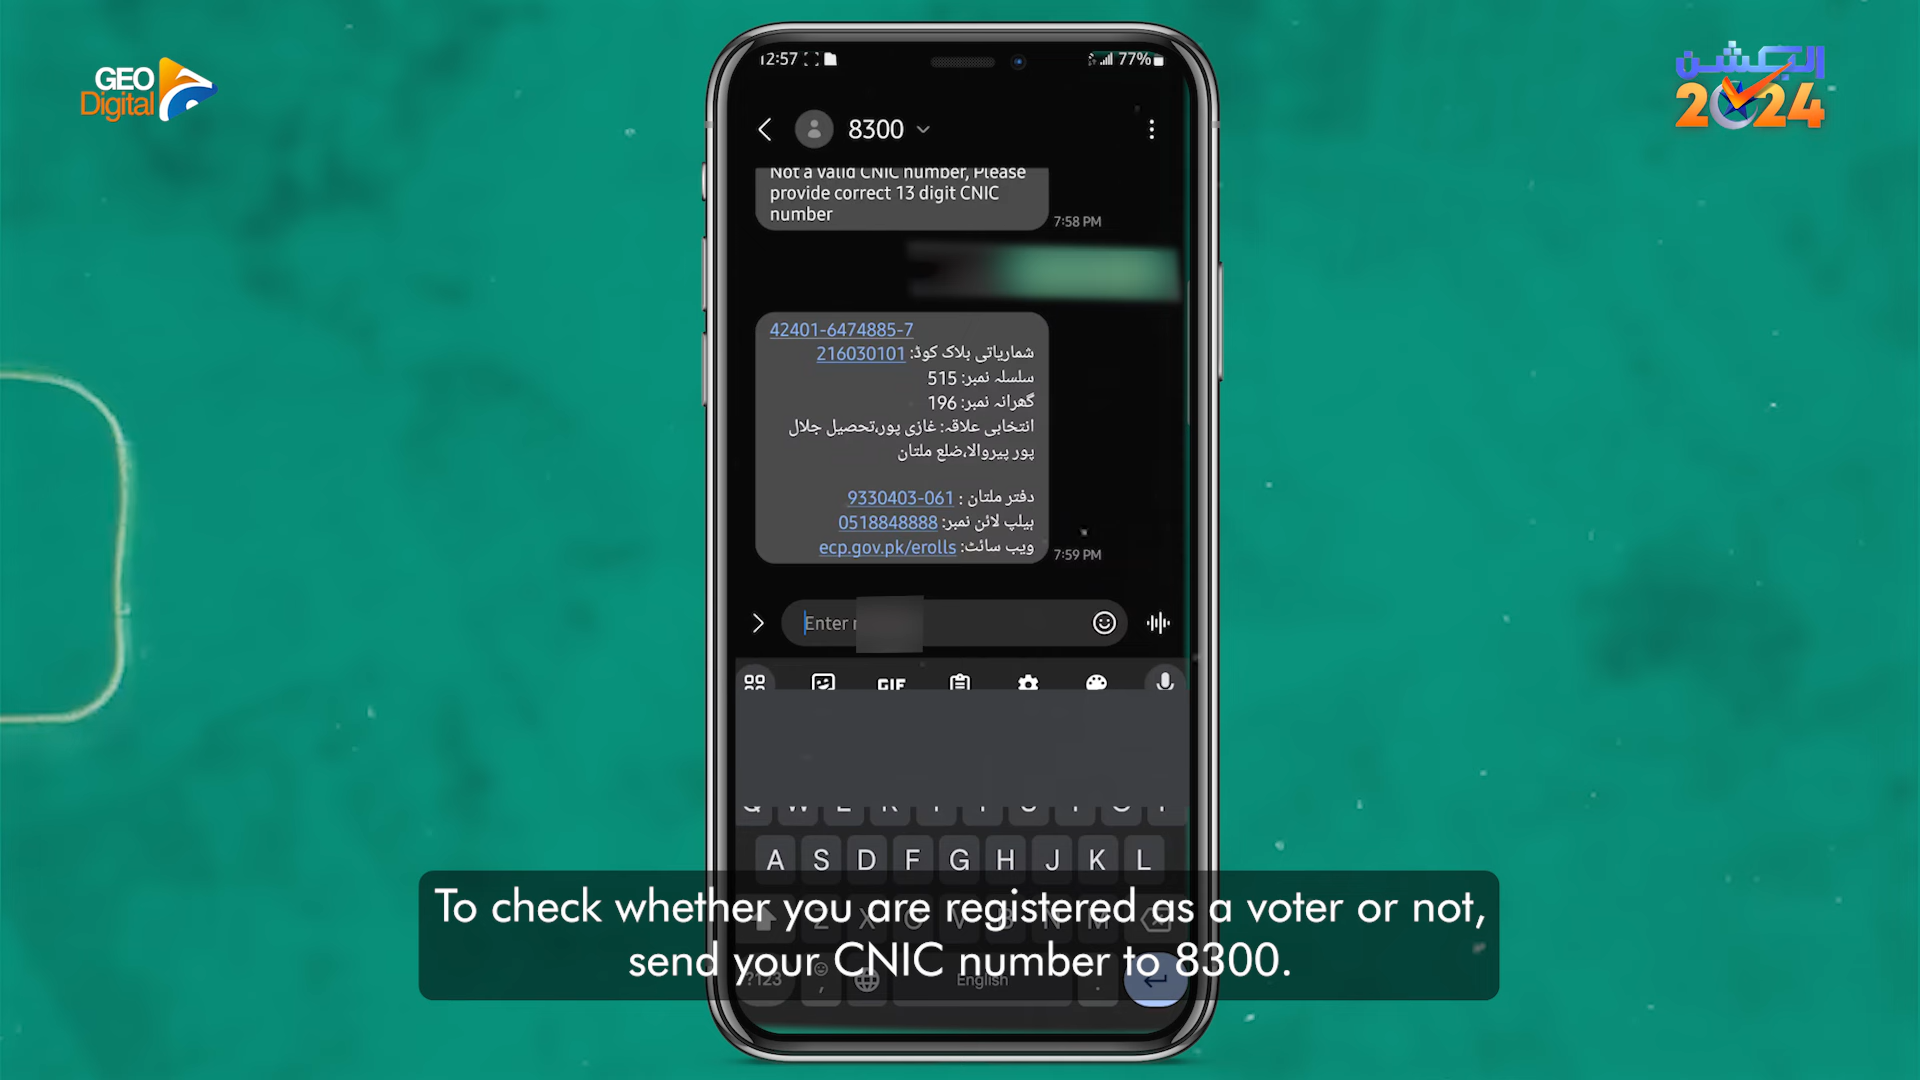 GEO
Digital
الیکشن
2024
12:57
77%
8300
Not a valid CNIC number, Please
provide correct 13 digit CNIC
number
7:58 PM
42401-6474885-7
شماریاتی بلاک کوڈ: 216030101
سلسلہ نمبر: 515
گھرانہ نمبر: 196
انتخابی علاقہ: غازی پور،تحصیل جلال
پور پیروالا،ضلع ملتان
دفتر ملتان : 061-9330403
ہیلپ لائن نمبر: 0518848888
ویب سائٹ: ecp.gov.pk/erolls
7:59 PM
Enter
GIF
A S D F G H J K L
Z X C V B N M
To check whether you are registered as a voter or not,
send your CNIC number to 8300.
?123 , English .